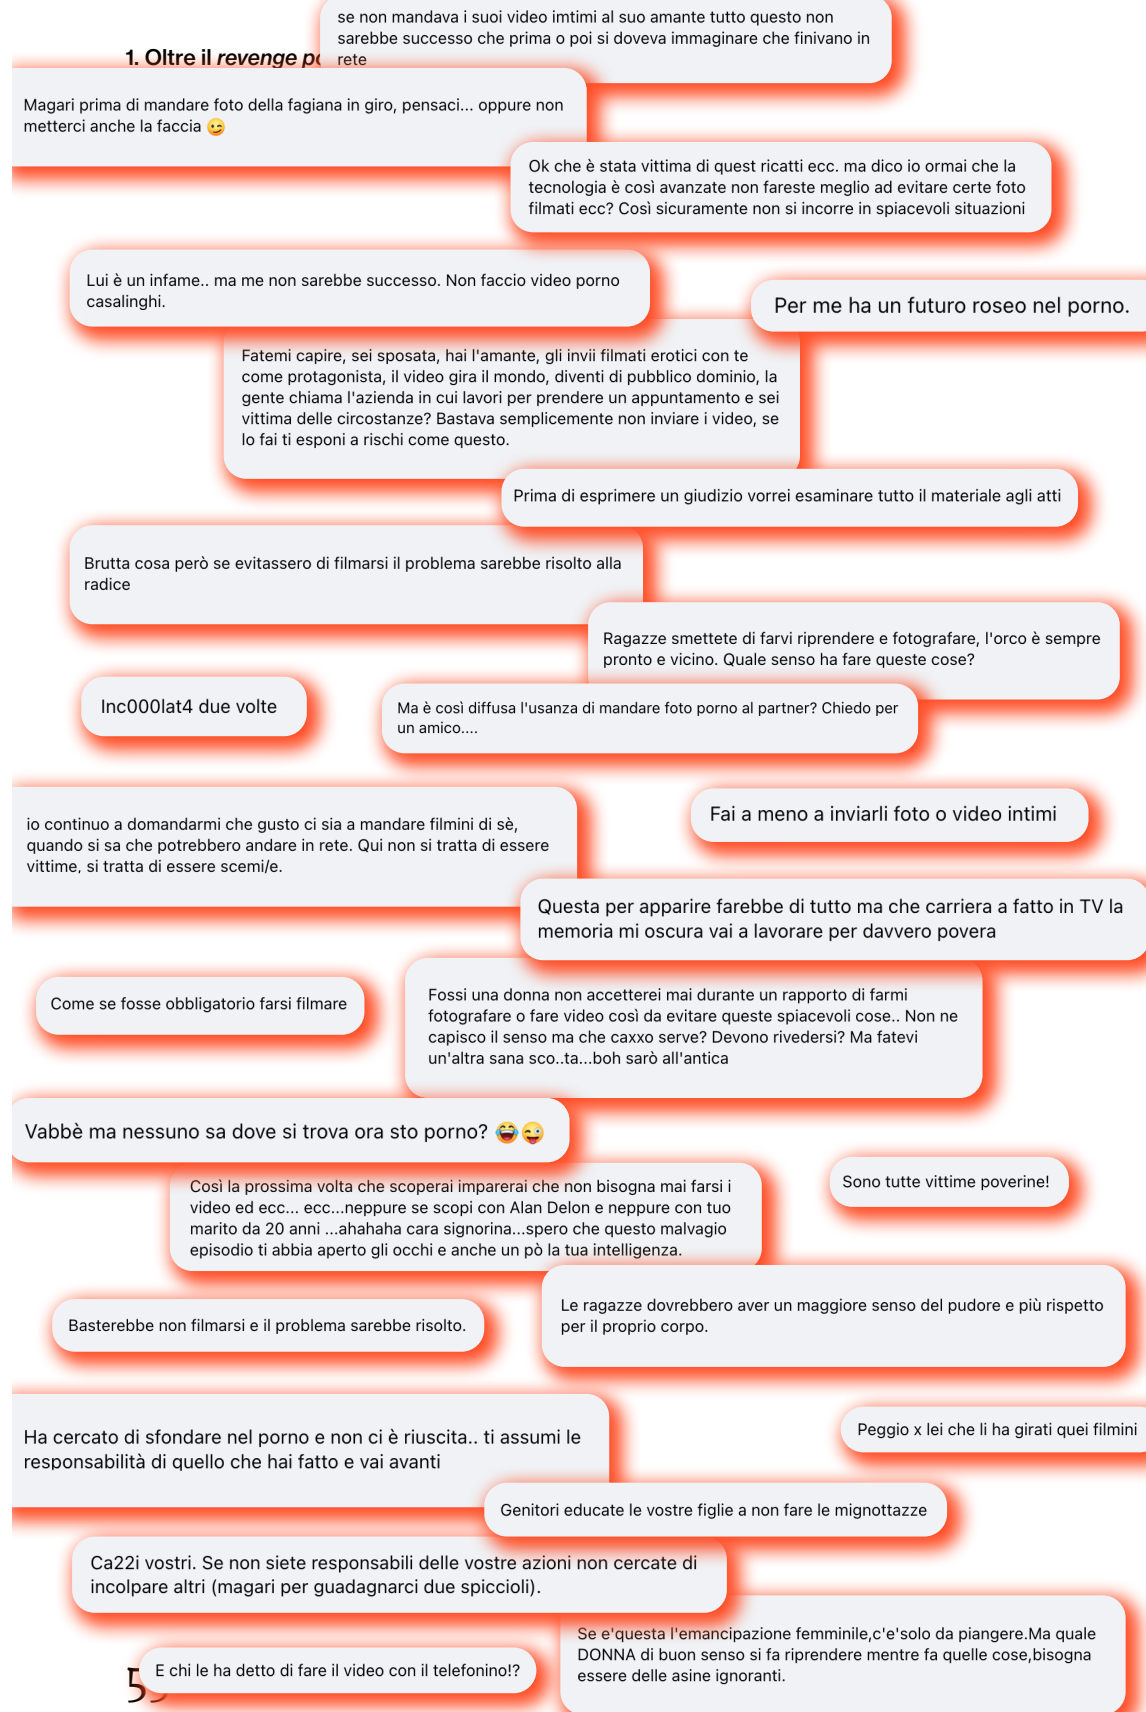 se non mandava i suoi video imtimi al suo amante tutto questo non
sarebbe successo che prima o poi si doveva immaginare che finivano in
rete
1. Oltre il revenge
Magari prima di mandare foto della fagiana in giro, pensaci... oppure non
metterci anche la faccia 😉
Ok che è stata vittima di quest ricatti ecc. ma dico io ormai che la
tecnologia è così avanzate non fareste meglio ad evitare certe foto
filmati ecc? Così sicuramente non si incorre in spiacevoli situazioni
Lui è un infame.. ma me non sarebbe successo. Non faccio video porno
casalinghi.
Per me ha un futuro roseo nel porno.
Fatemi capire, sei sposata, hai l'amante, gli invii filmati erotici con te
come protagonista, il video gira il mondo, diventi di pubblico dominio, la
gente chiama l'azienda in cui lavori per prendere un appuntamento e sei
vittima delle circostanze? Bastava semplicemente non inviare i video, se
lo fai ti esponi a rischi come questo.
Prima di esprimere un giudizio vorrei esaminare tutto il materiale agli atti
Brutta cosa però se evitassero di filmarsi il problema sarebbe risolto alla
radice
Ragazze smettete di farvi riprendere e fotografare, l'orco è sempre
pronto e vicino. Quale senso ha fare queste cose?
Inc000lat4 due volte
Ma è così diffusa l'usanza di mandare foto porno al partner? Chiedo per
un amico....
io continuo a domandarmi che gusto ci sia a mandare filmini di sè,
quando si sa che potrebbero andare in rete. Qui non si tratta di essere
vittime, si tratta di essere scemi/e.
Fai a meno a inviarli foto o video intimi
Questa per apparire farebbe di tutto ma che carriera a fatto in TV la
memoria mi oscura vai a lavorare per davvero povera
Come se fosse obbligatorio farsi filmare
Fossi una donna non accetterei mai durante un rapporto di farmi
fotografare o fare video così da evitare queste spiacevoli cose.. Non ne
capisco il senso ma che caxxo serve? Devono rivedersi? Ma fatevi
un'altra sana sco..ta...boh sarò all'antica
Vabbè ma nessuno sa dove si trova ora sto porno? 😂😜
Così la prossima volta che scoperai imparerai che non bisogna mai farsi i
video ed ecc... ecc...neppure se scopi con Alan Delon e neppure con tuo
marito da 20 anni ...ahahaha cara signorina...spero che questo malvagio
episodio ti abbia aperto gli occhi e anche un pò la tua intelligenza.
Sono tutte vittime poverine!
Le ragazze dovrebbero aver un maggiore senso del pudore e più rispetto
per il proprio corpo.
Basterebbe non filmarsi e il problema sarebbe risolto.
Ha cercato di sfondare nel porno e non ci è riuscita.. ti assumi le
responsabilità di quello che hai fatto e vai avanti
Peggio x lei che li ha girati quei filmini
Genitori educate le vostre figlie a non fare le mignottazze
Ca22i vostri. Se non siete responsabili delle vostre azioni non cercate di
incolpare altri (magari per guadagnarci due spiccioli).
Se e'questa l'emancipazione femminile,c'e'solo da piangere.Ma quale
DONNA di buon senso si fa riprendere mentre fa quelle cose,bisogna
essere delle asine ignoranti.
E chi le ha detto di fare il video con il telefonino!?